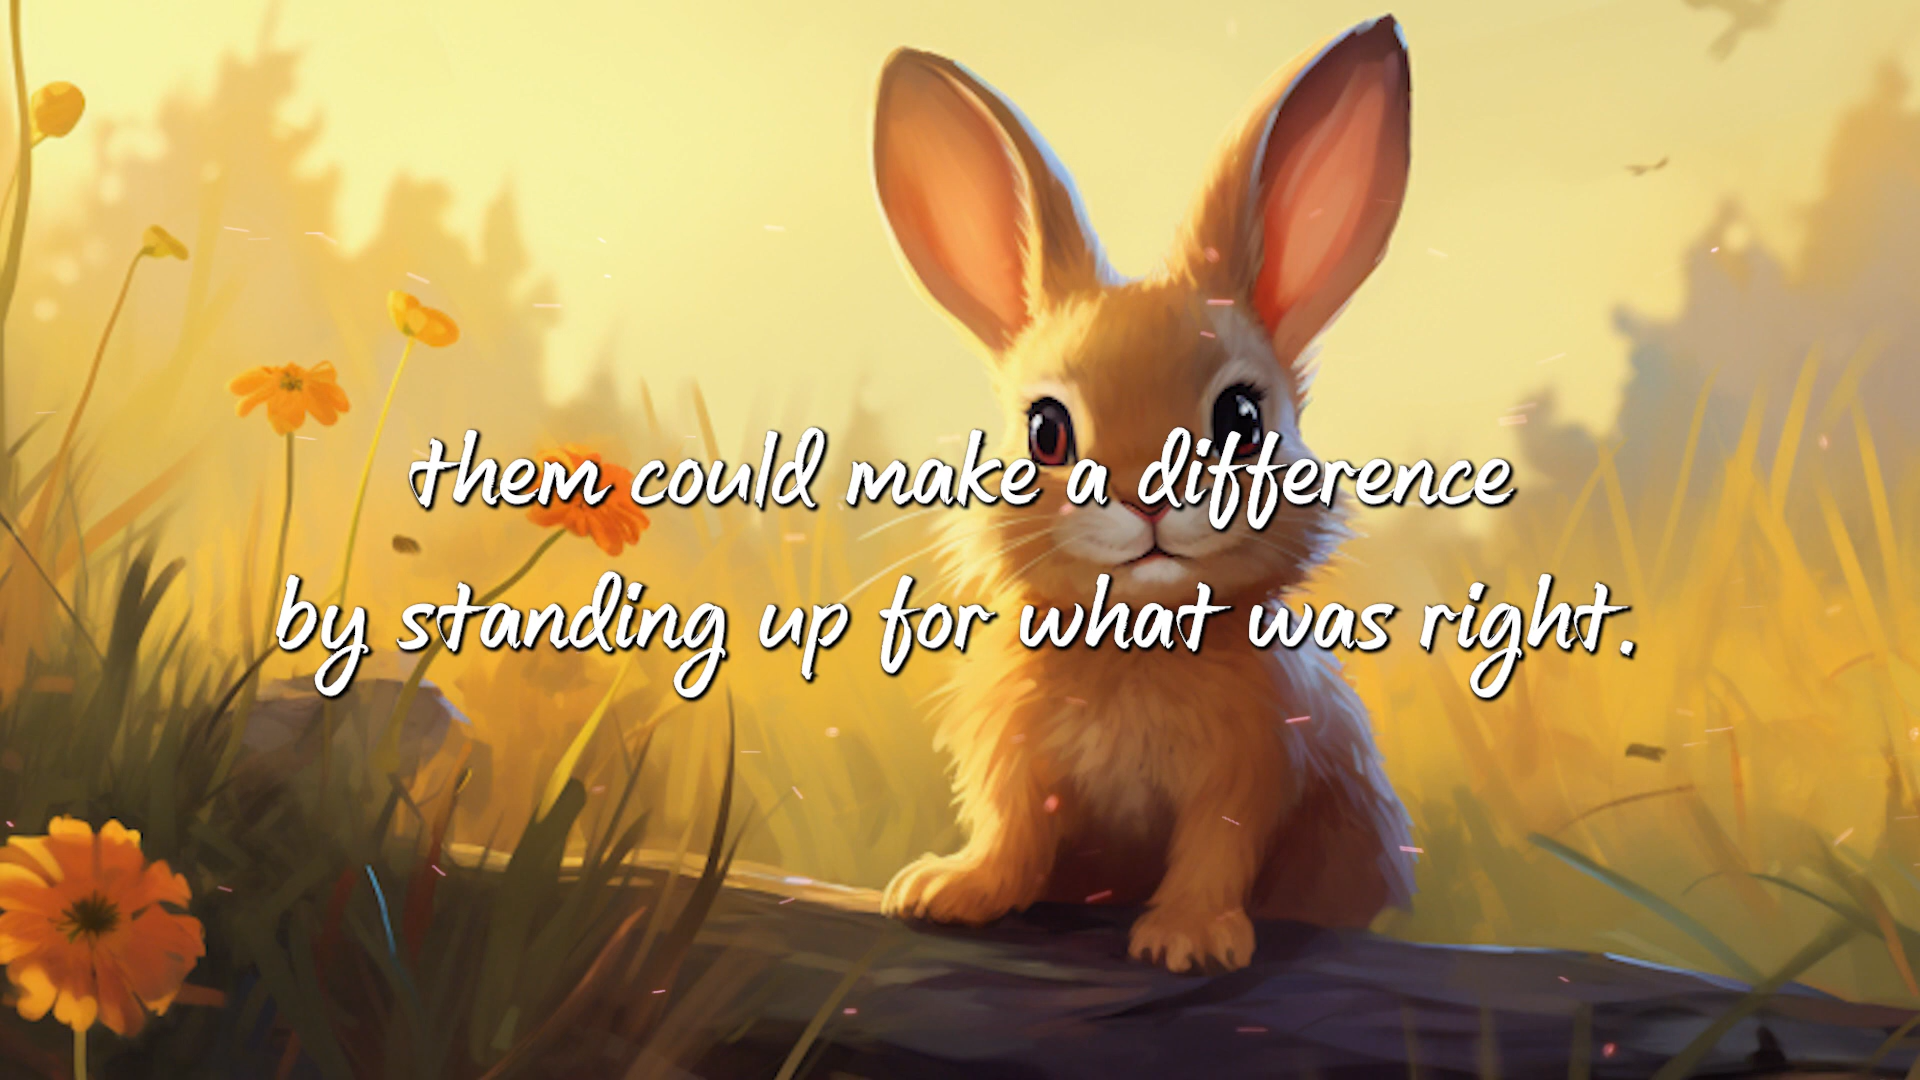 them could make a difference
by standing up for what was right.